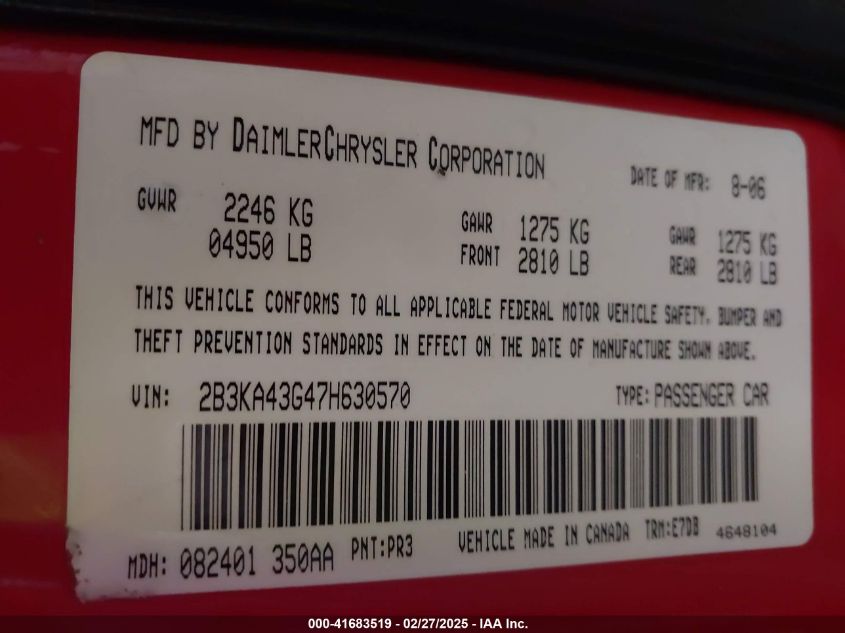 MFD BY DAIMLERCHRYSLER CORPORATION DATE OF MFR: 8-06
GVWR 2246 KG GAWR 1275 KG GAWR 1275 KG
04950 LB FRONT 2810 LB REAR 2810 LB
THIS VEHICLE CONFORMS TO ALL APPLICABLE FEDERAL MOTOR VEHICLE SAFETY, BUMPER AND
THEFT PREVENTION STANDARDS IN EFFECT ON THE DATE OF MANUFACTURE SHOWN ABOVE.
VIN: 2B3KA43G47H630570 TYPE: PASSENGER CAR
MDH: 082401 350AA PNT:PR3 VEHICLE MADE IN CANADA TRM:E7DB 4648104
000-41683519 - 02/27/2025 - IAA Inc.